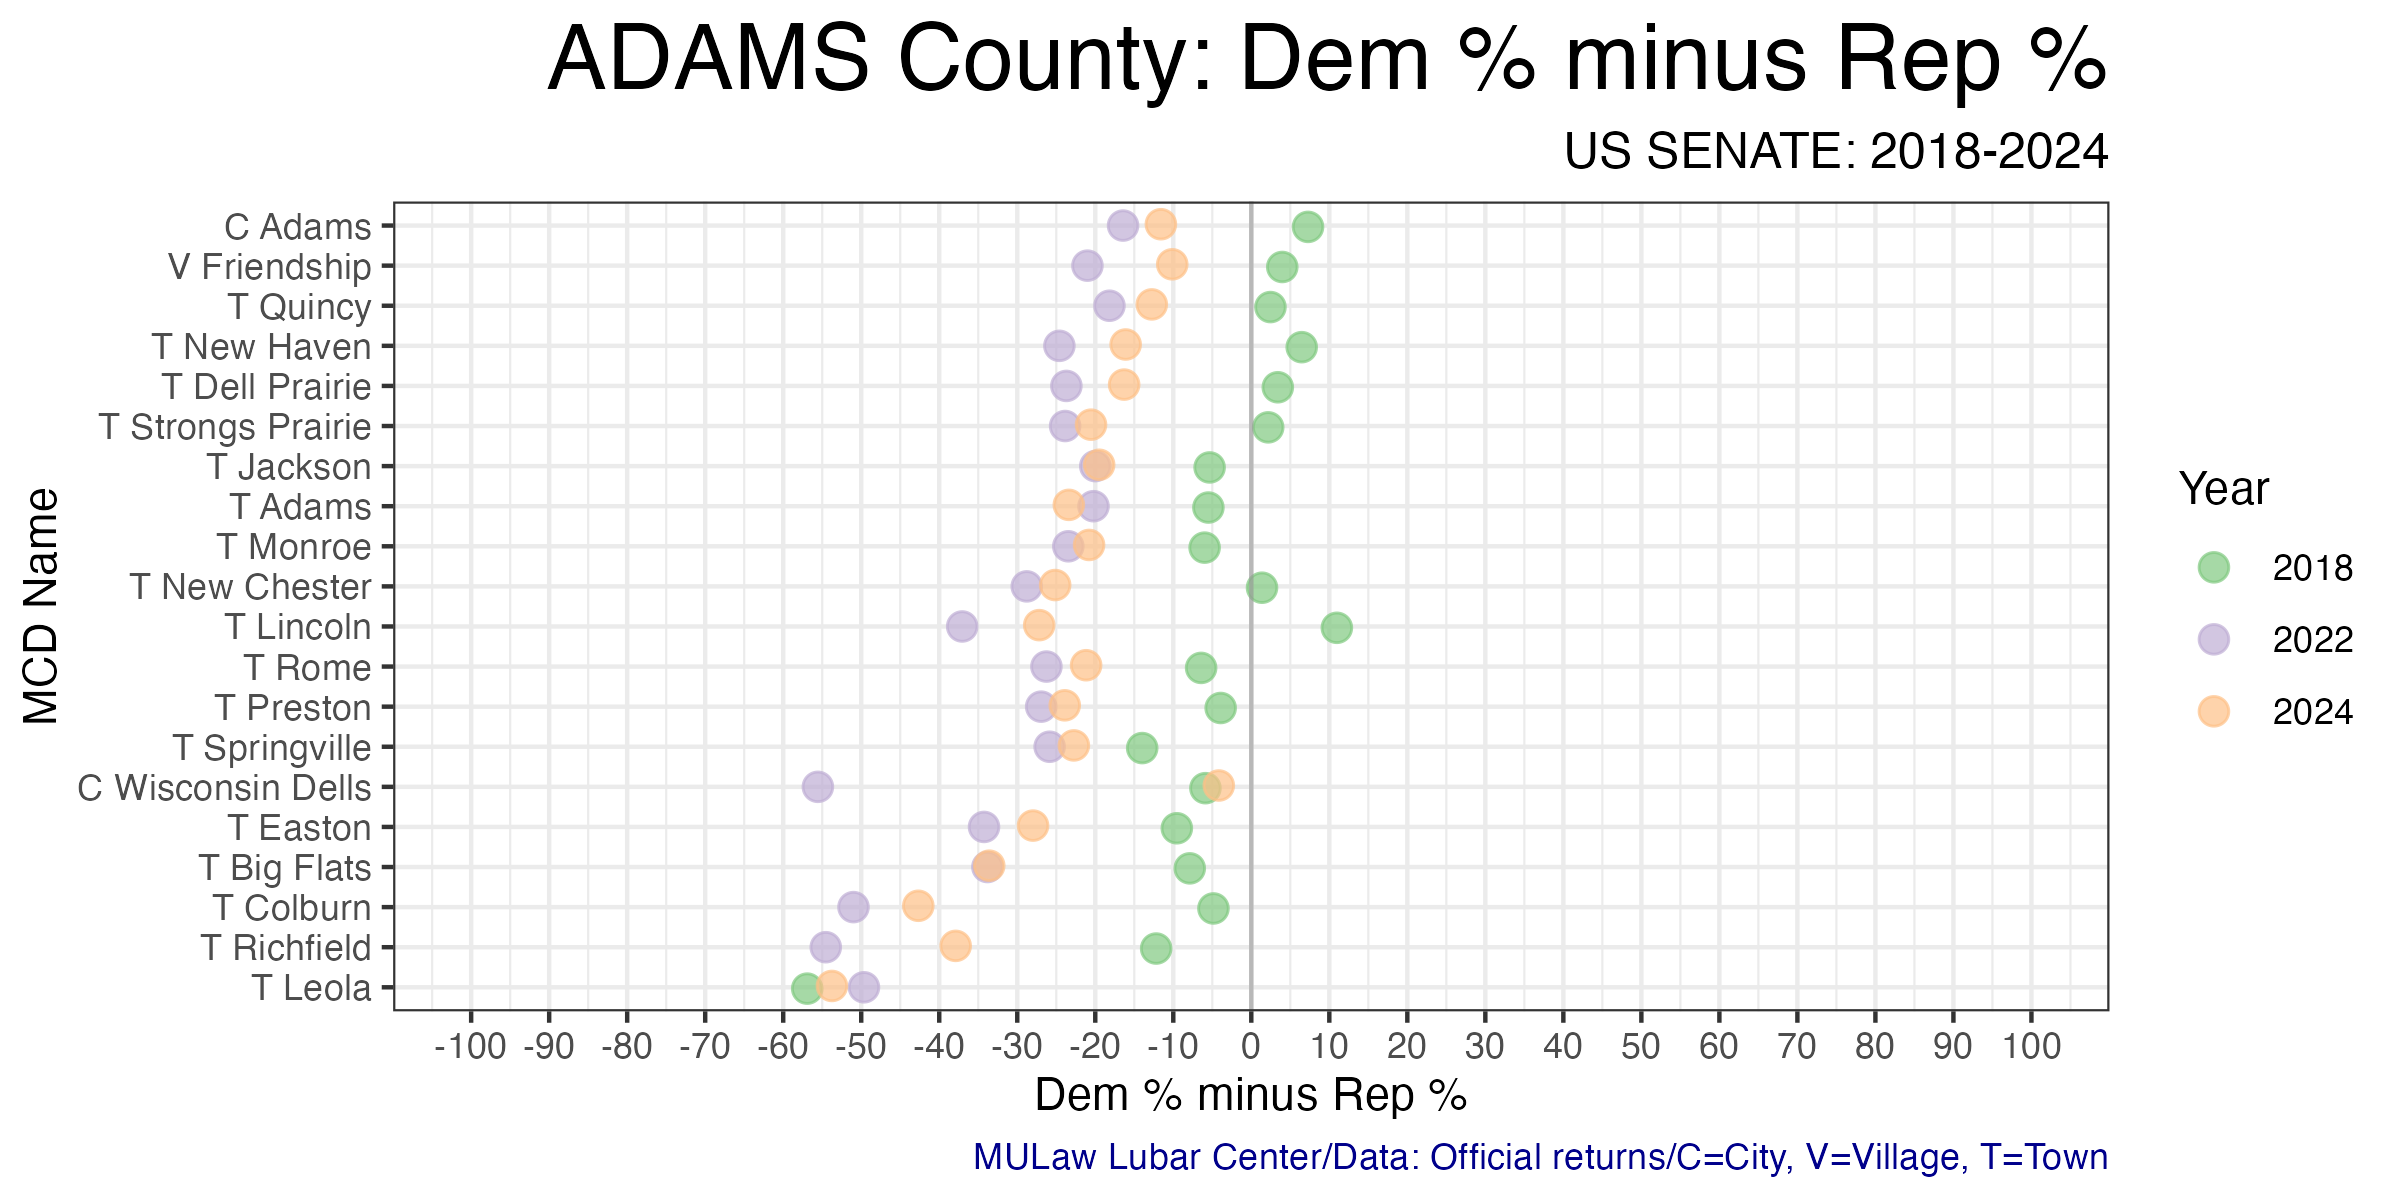 ADAMS County: Dem % minus Rep %
US SENATE: 2018-2024
MCD Name
C Adams
V Friendship
T Quincy
T New Haven
T Dell Prairie
T Strongs Prairie
T Jackson
T Adams
T Monroe
T New Chester
T Lincoln
T Rome
T Preston
T Springville
C Wisconsin Dells
T Easton
T Big Flats
T Colburn
T Richfield
T Leola
-100 -90 -80 -70 -60 -50 -40 -30 -20 -10 0 10 20 30 40 50 60 70 80 90 100
Dem % minus Rep %
Year
2018
2022
2024
MULaw Lubar Center/Data: Official returns/C=City, V=Village, T=Town